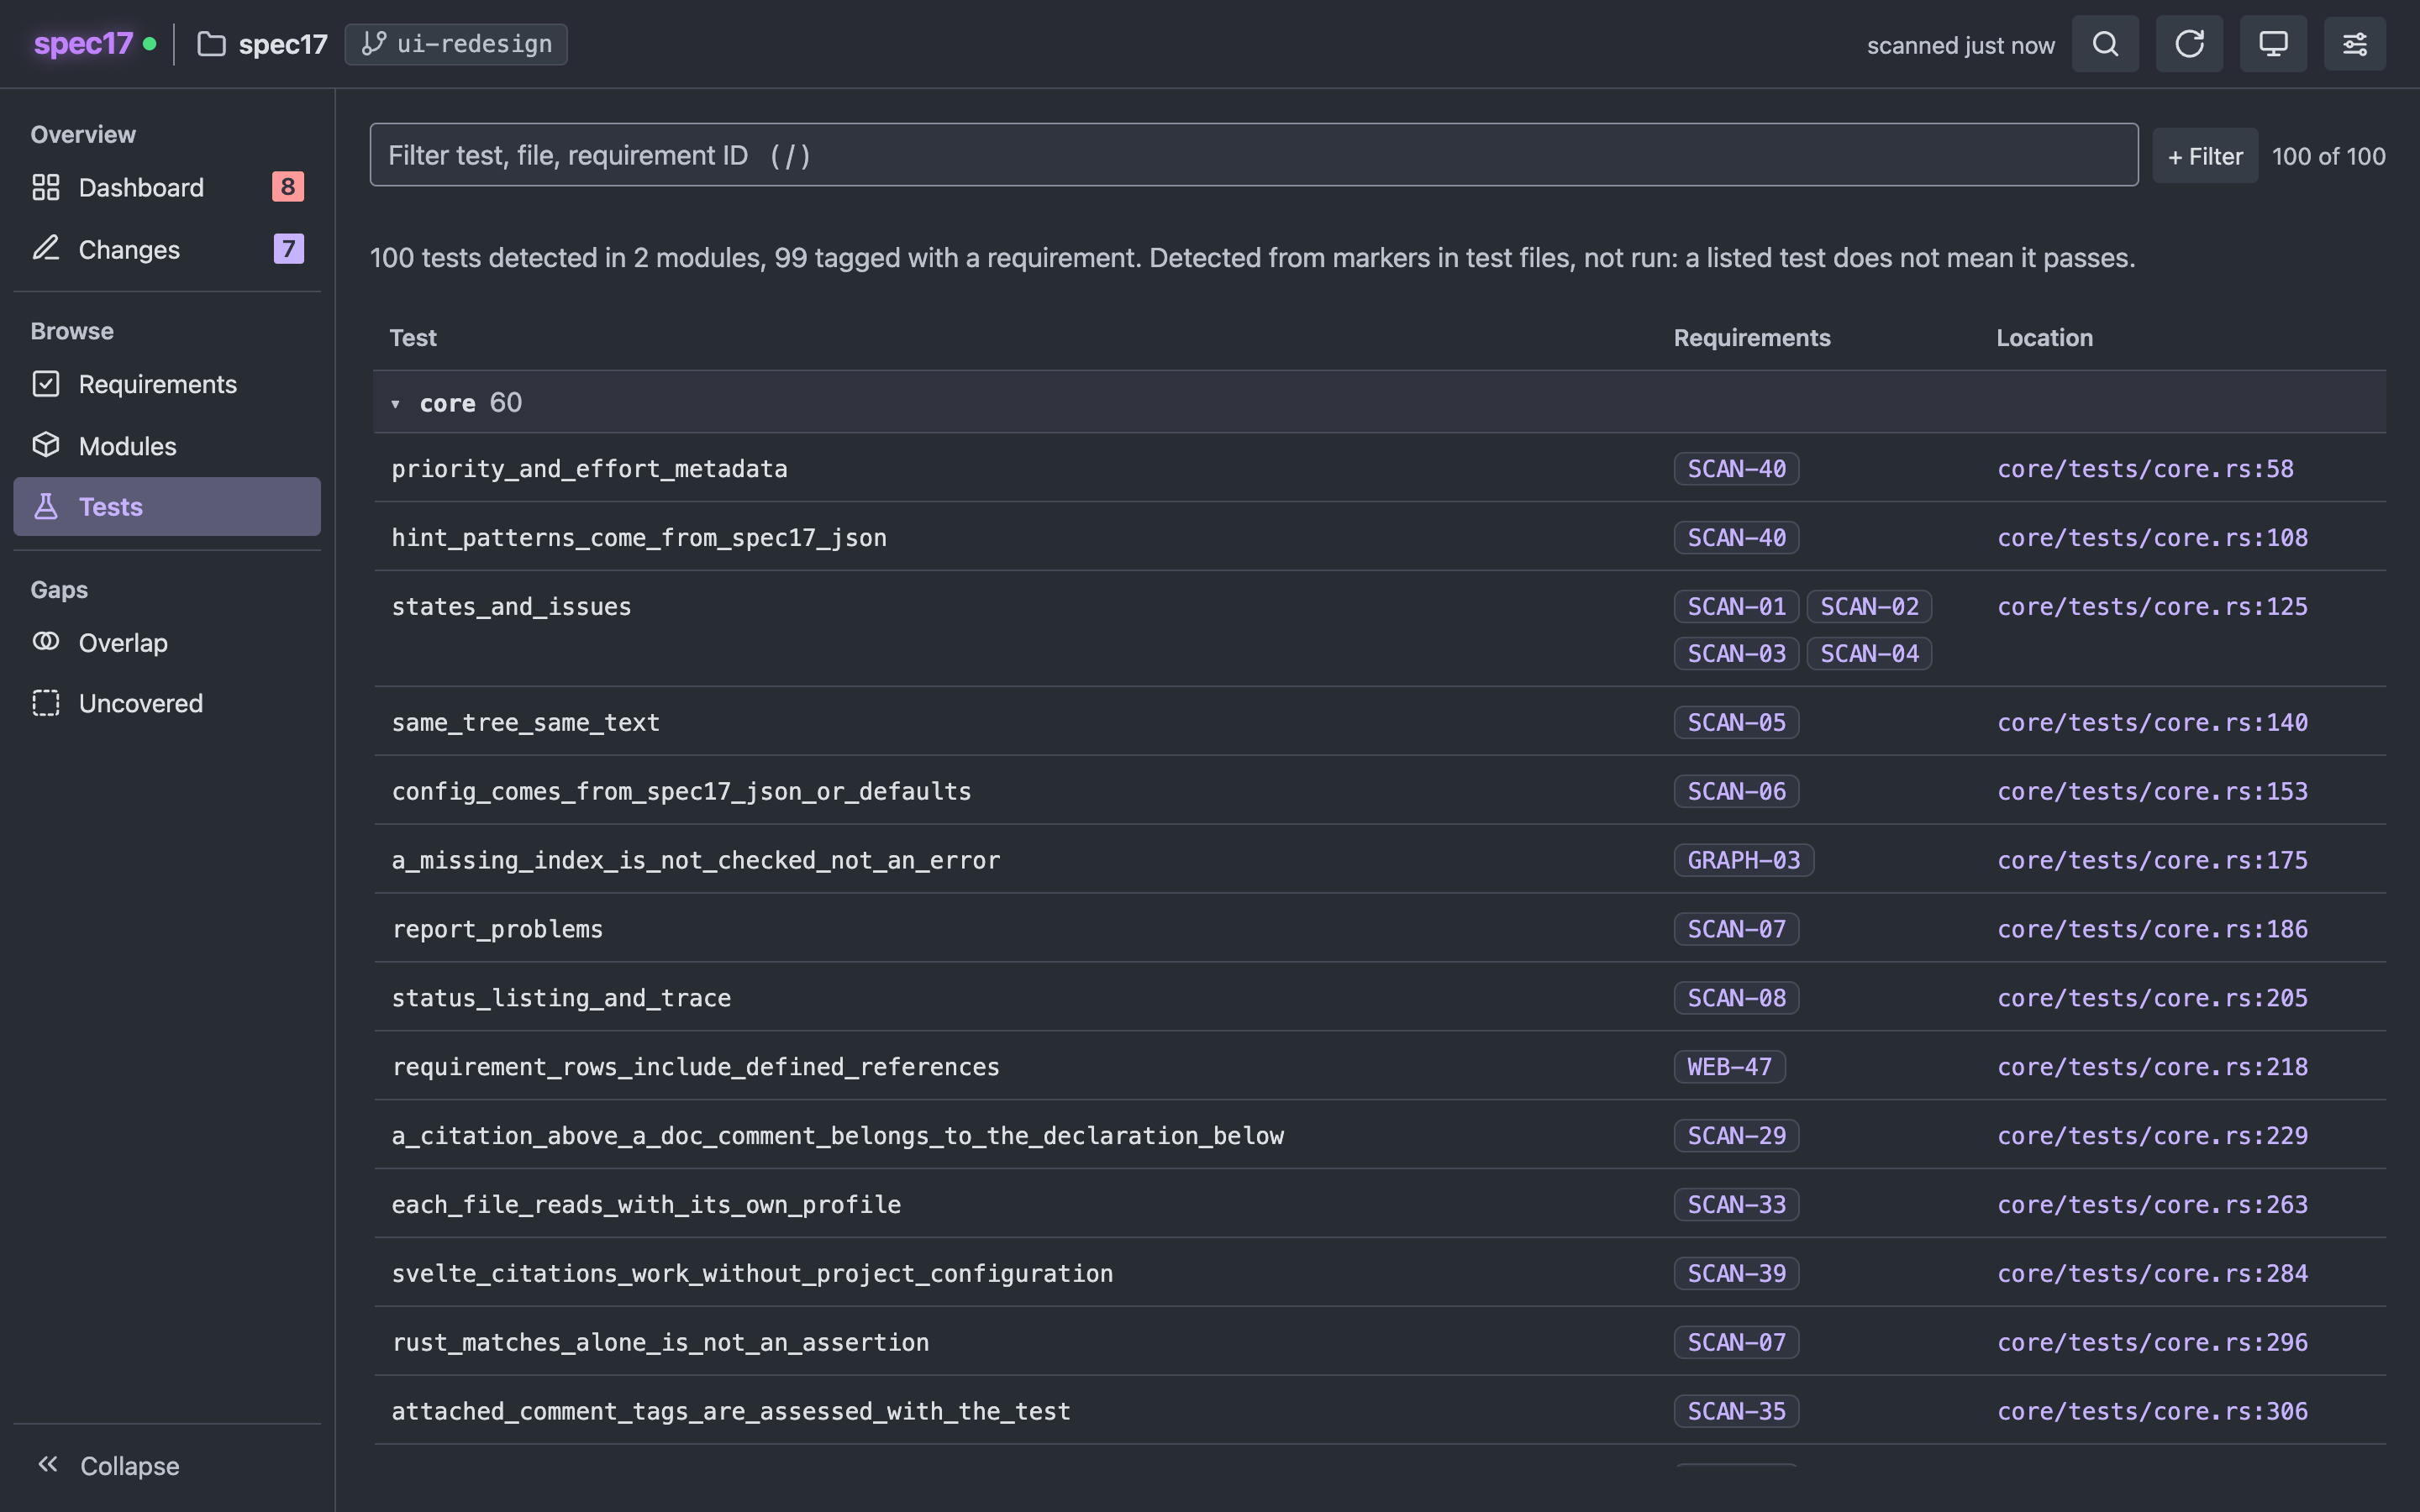 spec17
spec17
ui-redesign
scanned just now
Overview
Dashboard 8
Changes 7
Browse
Requirements
Modules
Tests
Gaps
Overlap
Uncovered
Collapse
Filter test, file, requirement ID (/)
+ Filter
100 of 100
100 tests detected in 2 modules, 99 tagged with a requirement. Detected from markers in test files, not run: a listed test does not mean it passes.
Test Requirements Location
core 60
priority_and_effort_metadata SCAN-40 core/tests/core.rs:58
hint_patterns_come_from_spec17_json SCAN-40 core/tests/core.rs:108
states_and_issues SCAN-01 SCAN-02 core/tests/core.rs:125
SCAN-03 SCAN-04
same_tree_same_text SCAN-05 core/tests/core.rs:140
config_comes_from_spec17_json_or_defaults SCAN-06 core/tests/core.rs:153
a_missing_index_is_not_checked_not_an_error GRAPH-03 core/tests/core.rs:175
report_problems SCAN-07 core/tests/core.rs:186
status_listing_and_trace SCAN-08 core/tests/core.rs:205
requirement_rows_include_defined_references WEB-47 core/tests/core.rs:218
a_citation_above_a_doc_comment_belongs_to_the_declaration_below SCAN-29 core/tests/core.rs:229
each_file_reads_with_its_own_profile SCAN-33 core/tests/core.rs:263
svelte_citations_work_without_project_configuration SCAN-39 core/tests/core.rs:284
rust_matches_alone_is_not_an_assertion SCAN-07 core/tests/core.rs:296
attached_comment_tags_are_assessed_with_the_test SCAN-35 core/tests/core.rs:306